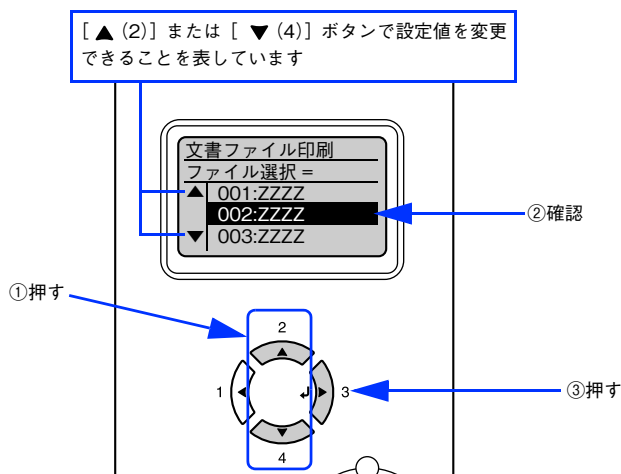 [ ▲ (2)] または [ ▼ (4)] ボタンで設定値を変更
できることを表しています
文書ファイル印刷
ファイル選択 =
▲ 001:ZZZZ
002:ZZZZ
▼ 003:ZZZZ
②確認
①押す
2
1
3
③押す
4